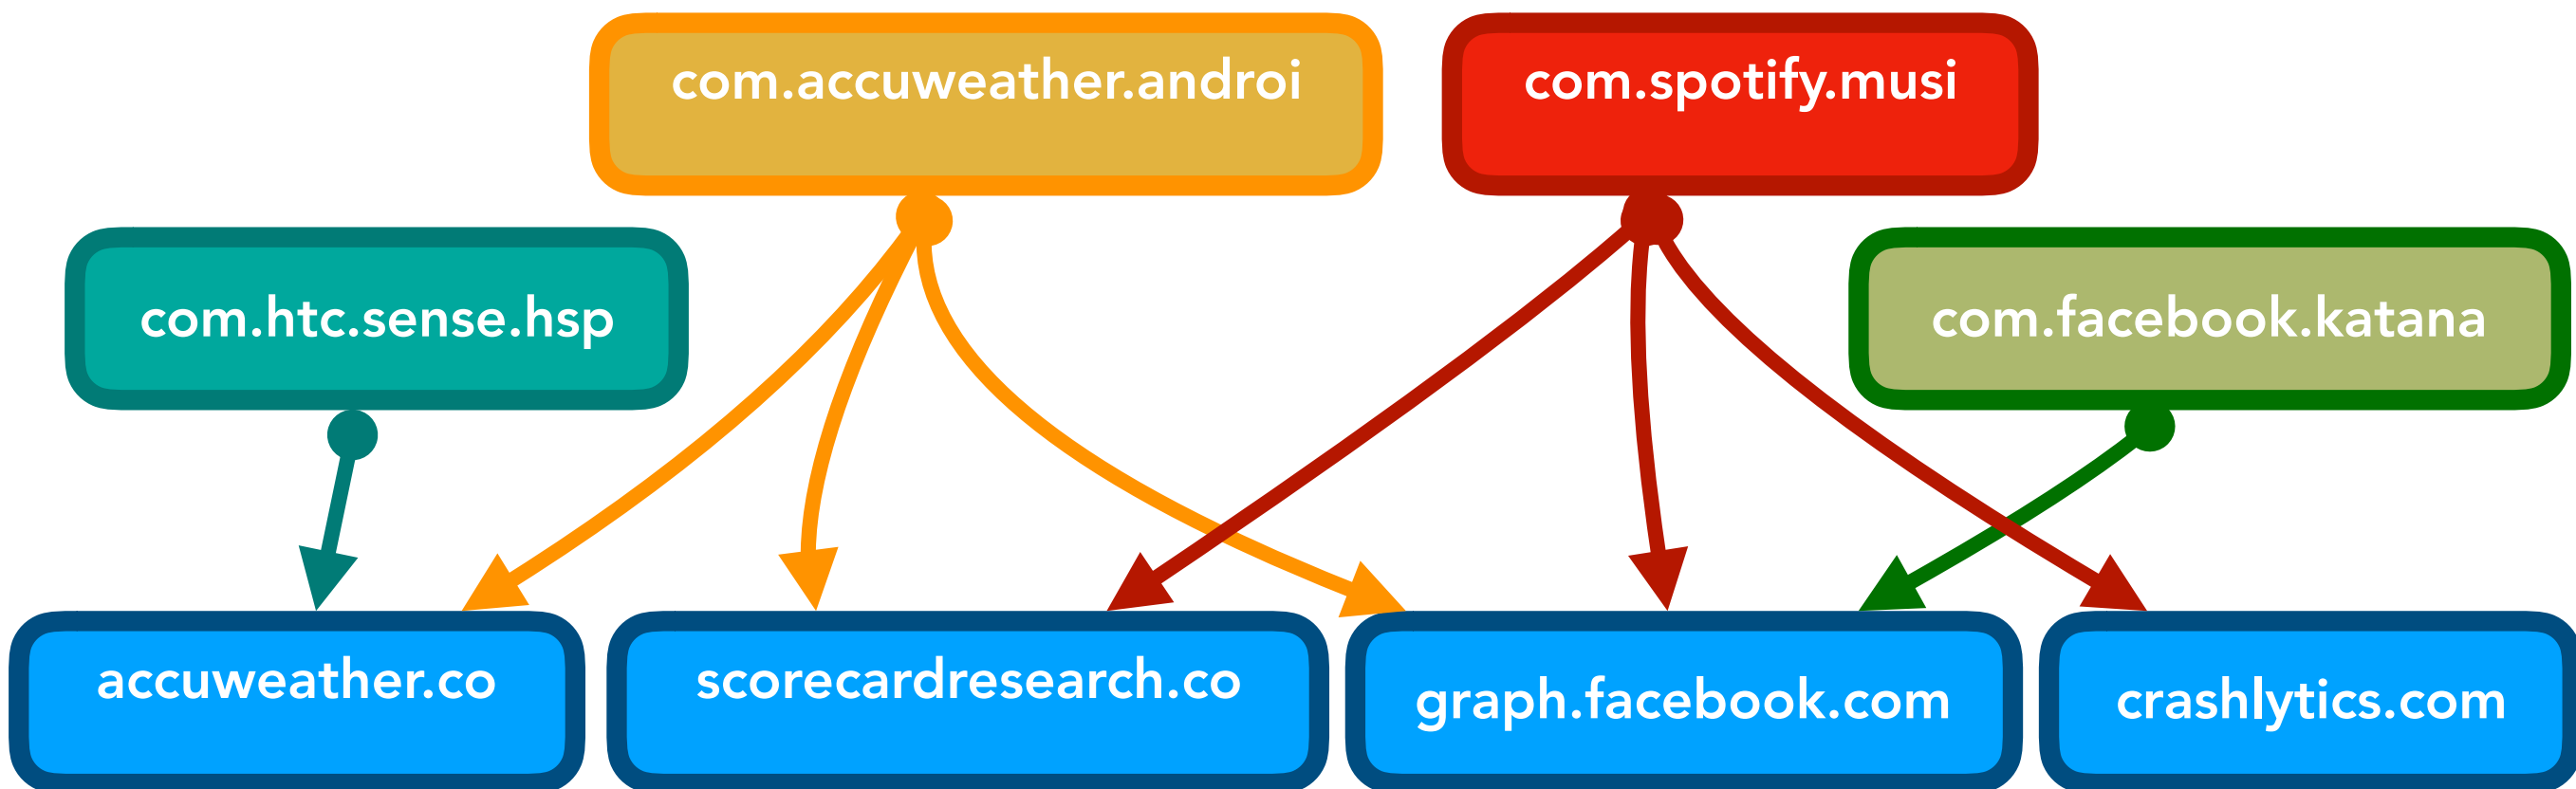 com.accuweather.androi
com.spotify.musi
com.htc.sense.hsp
com.facebook.katana
accuweather.co
scorecardresearch.co
graph.facebook.com
crashlytics.com